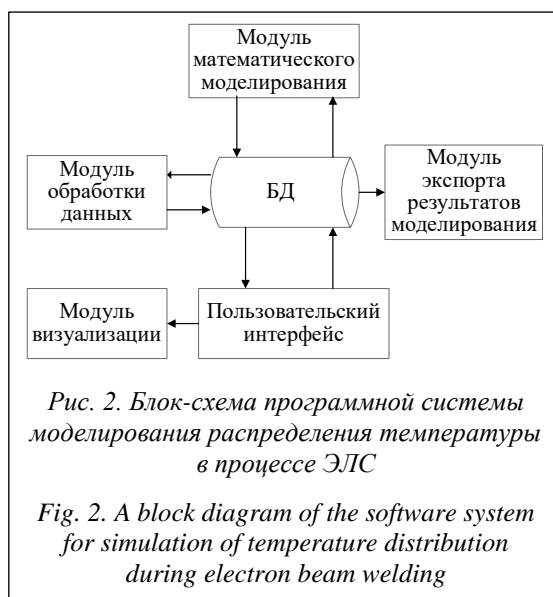 Модуль
математического
моделирования
Модуль
обработки
данных
БД
Модуль
экспорта
результатов
моделирования
Модуль
визуализации
Пользовательский
интерфейс
Рис. 2. Блок-схема программной системы
моделирования распределения температуры
в процессе ЭЛС
Fig. 2. A block diagram of the software system
for simulation of temperature distribution
during electron beam welding